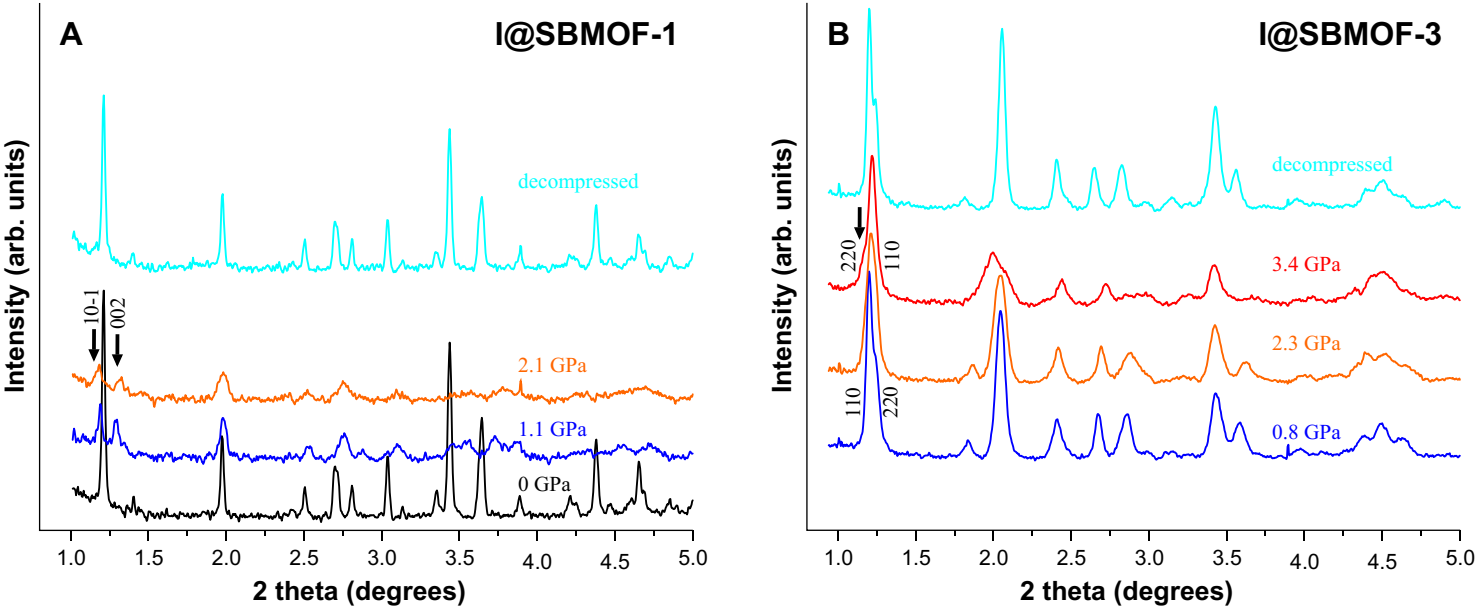 A
I@SBMOF-1
Intensity (arb. units)
decompressed
10-1
002
2.1 GPa
1.1 GPa
0 GPa
1.0 1.5 2.0 2.5 3.0 3.5 4.0 4.5 5.0
2 theta (degrees)
B
I@SBMOF-3
Intensity (arb. units)
decompressed
220
110
3.4 GPa
2.3 GPa
110
220
0.8 GPa
1.0 1.5 2.0 2.5 3.0 3.5 4.0 4.5 5.0
2 theta (degrees)